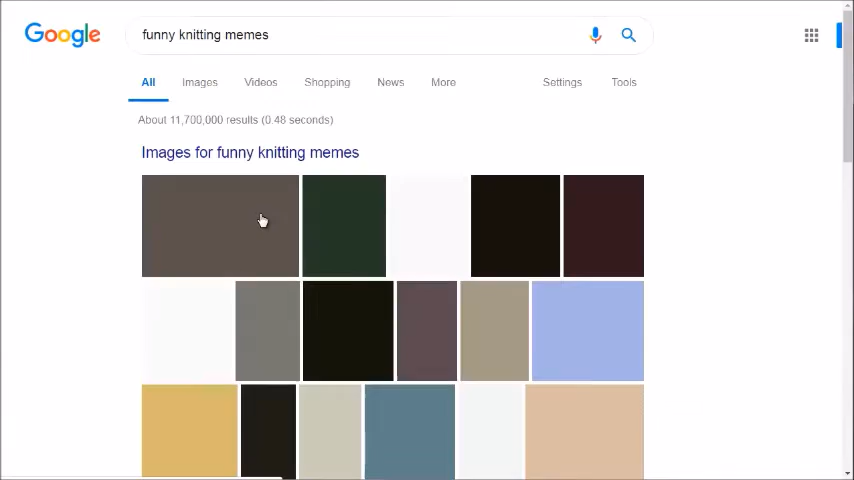 Google
funny knitting memes
All Images Videos Shopping News More Settings Tools
About 11,700,000 results (0.48 seconds)
Images for funny knitting memes